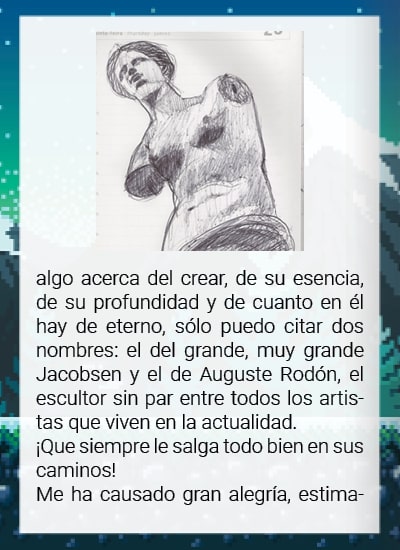 algo acerca del crear, de su esencia,
de su profundidad y de cuanto en él
hay de eterno, sólo puedo citar dos
nombres: el del grande, muy grande
Jacobsen y el de Auguste Rodón, el
escultor sin par entre todos los artis-
tas que viven en la actualidad.
¡Que siempre le salga todo bien en sus
caminos!
Me ha causado gran alegría, estima-